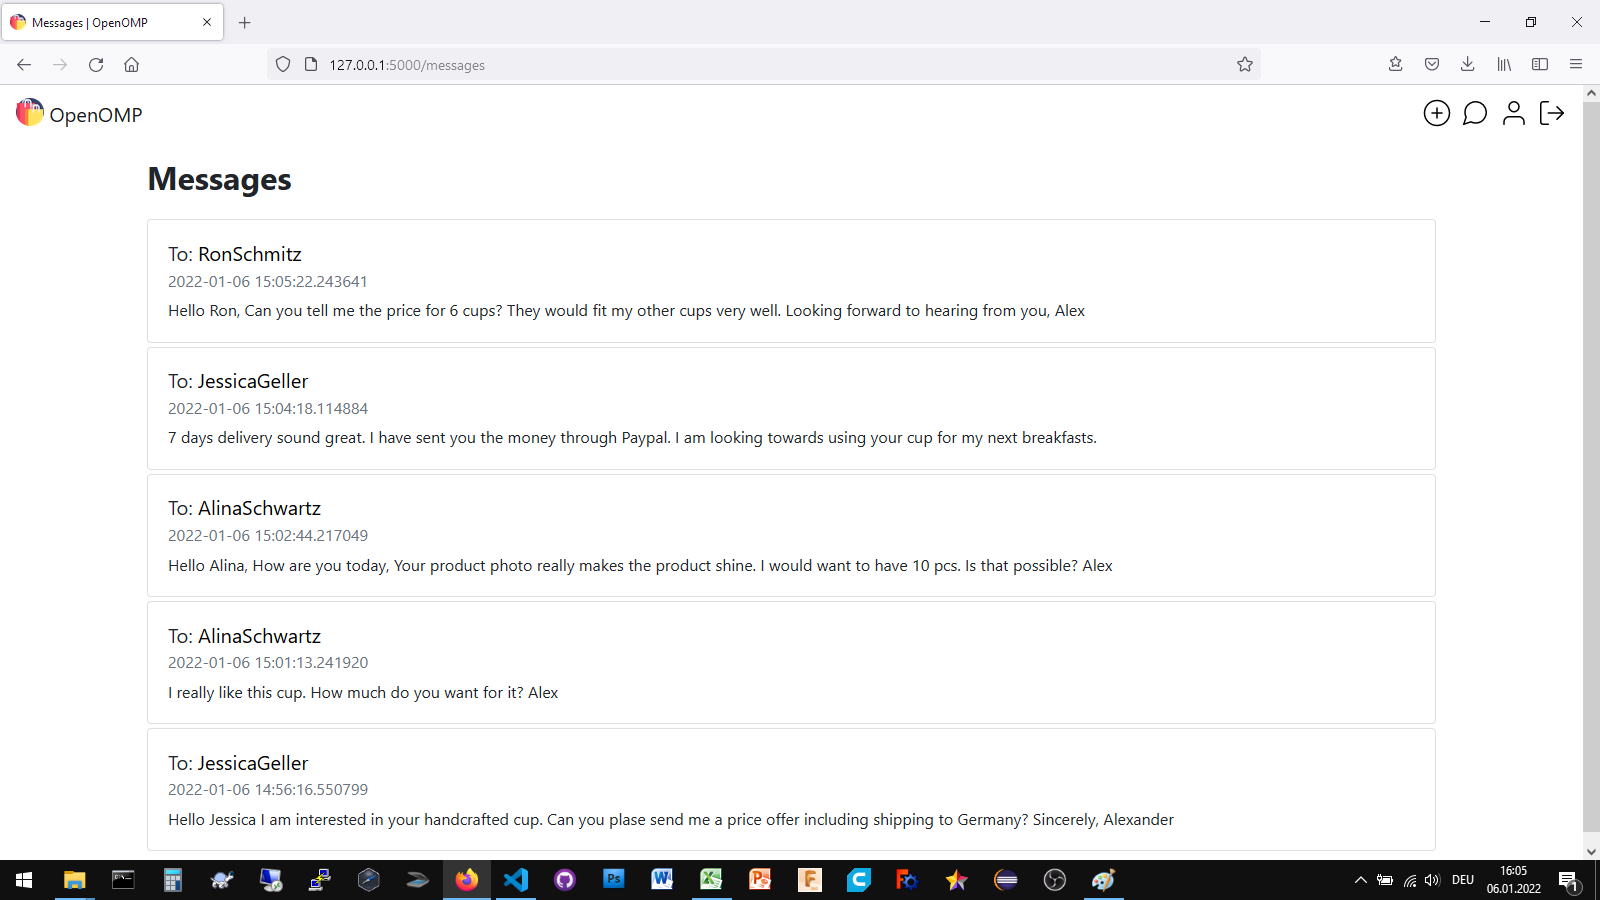 Messages | OpenOMP
127.0.0.1:5000/messages
OpenOMP
Messages
To: RonSchmitz
2022-01-06 15:05:22.243641
Hello Ron, Can you tell me the price for 6 cups? They would fit my other cups very well. Looking forward to hearing from you, Alex
To: JessicaGeller
2022-01-06 15:04:18.114884
7 days delivery sound great. I have sent you the money through Paypal. I am looking towards using your cup for my next breakfasts.
To: AlinaSchwartz
2022-01-06 15:02:44.217049
Hello Alina, How are you today, Your product photo really makes the product shine. I would want to have 10 pcs. Is that possible? Alex
To: AlinaSchwartz
2022-01-06 15:01:13.241920
I really like this cup. How much do you want for it? Alex
To: JessicaGeller
2022-01-06 14:56:16.550799
Hello Jessica I am interested in your handcrafted cup. Can you plase send me a price offer including shipping to Germany? Sincerely, Alexander
Ps
DEU
16:05
06.01.2022
1